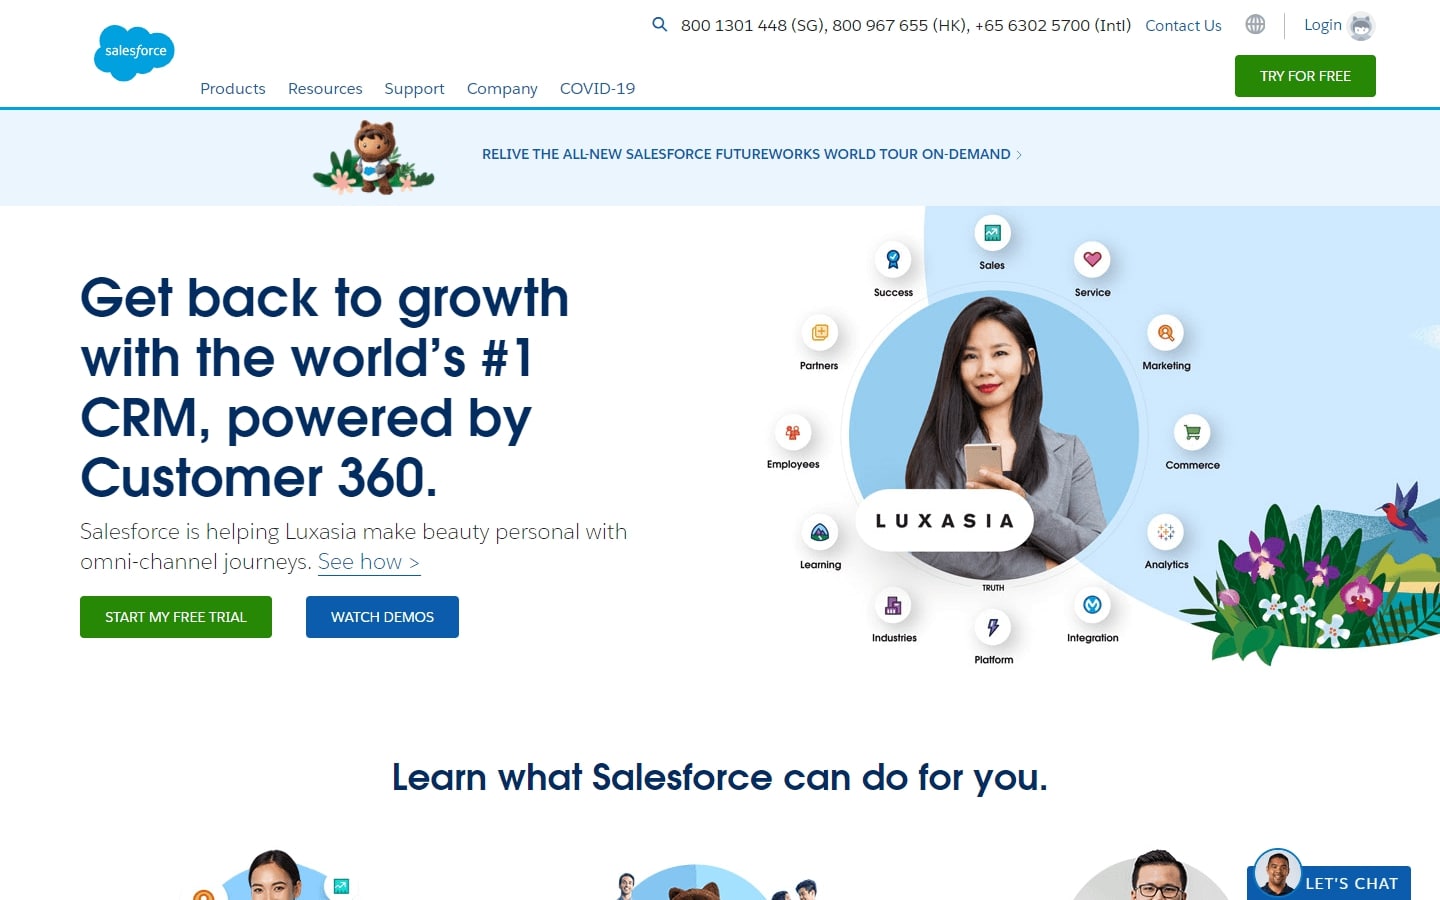 salesforce
800 1301 448 (SG), 800 967 655 (HK), +65 6302 5700 (Intl)
Contact Us
Login
Products
Resources
Support
Company
COVID-19
TRY FOR FREE
RELIVE THE ALL-NEW SALESFORCE FUTUREWORKS WORLD TOUR ON-DEMAND >
Get back to growth
with the world's #1
CRM, powered by
Customer 360.
Salesforce is helping Luxasia make beauty personal with
omni-channel journeys. See how >
START MY FREE TRIAL
WATCH DEMOS
Sales
Success
Service
Partners
Marketing
Employees
Commerce
LUXASIA
Learning
Analytics
TRUTH
Industries
Integration
Platform
Learn what Salesforce can do for you.
LET'S CHAT